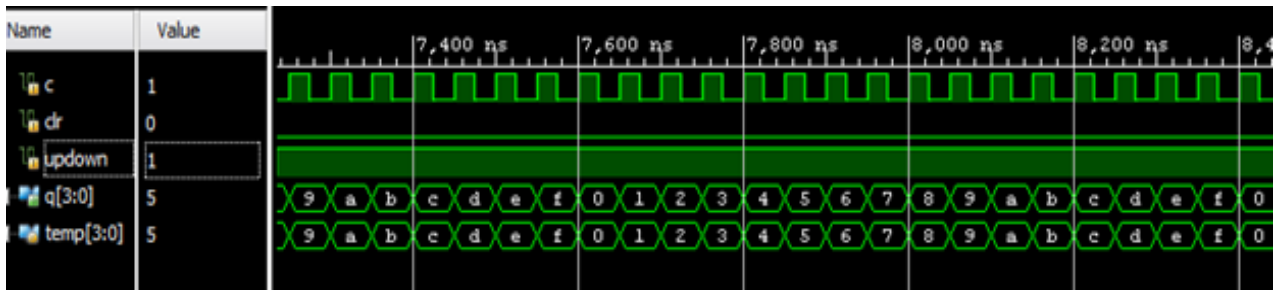 Name Value
7,400 ns 7,600 ns 7,800 ns 8,000 ns 8,200 ns 8,4
c 1
clr 0
updown 1
q[3:0] 5 9 a b c d e f 0 1 2 3 4 5 6 7 8 9 a b c d e f 0
temp[3:0] 5 9 a b c d e f 0 1 2 3 4 5 6 7 8 9 a b c d e f 0